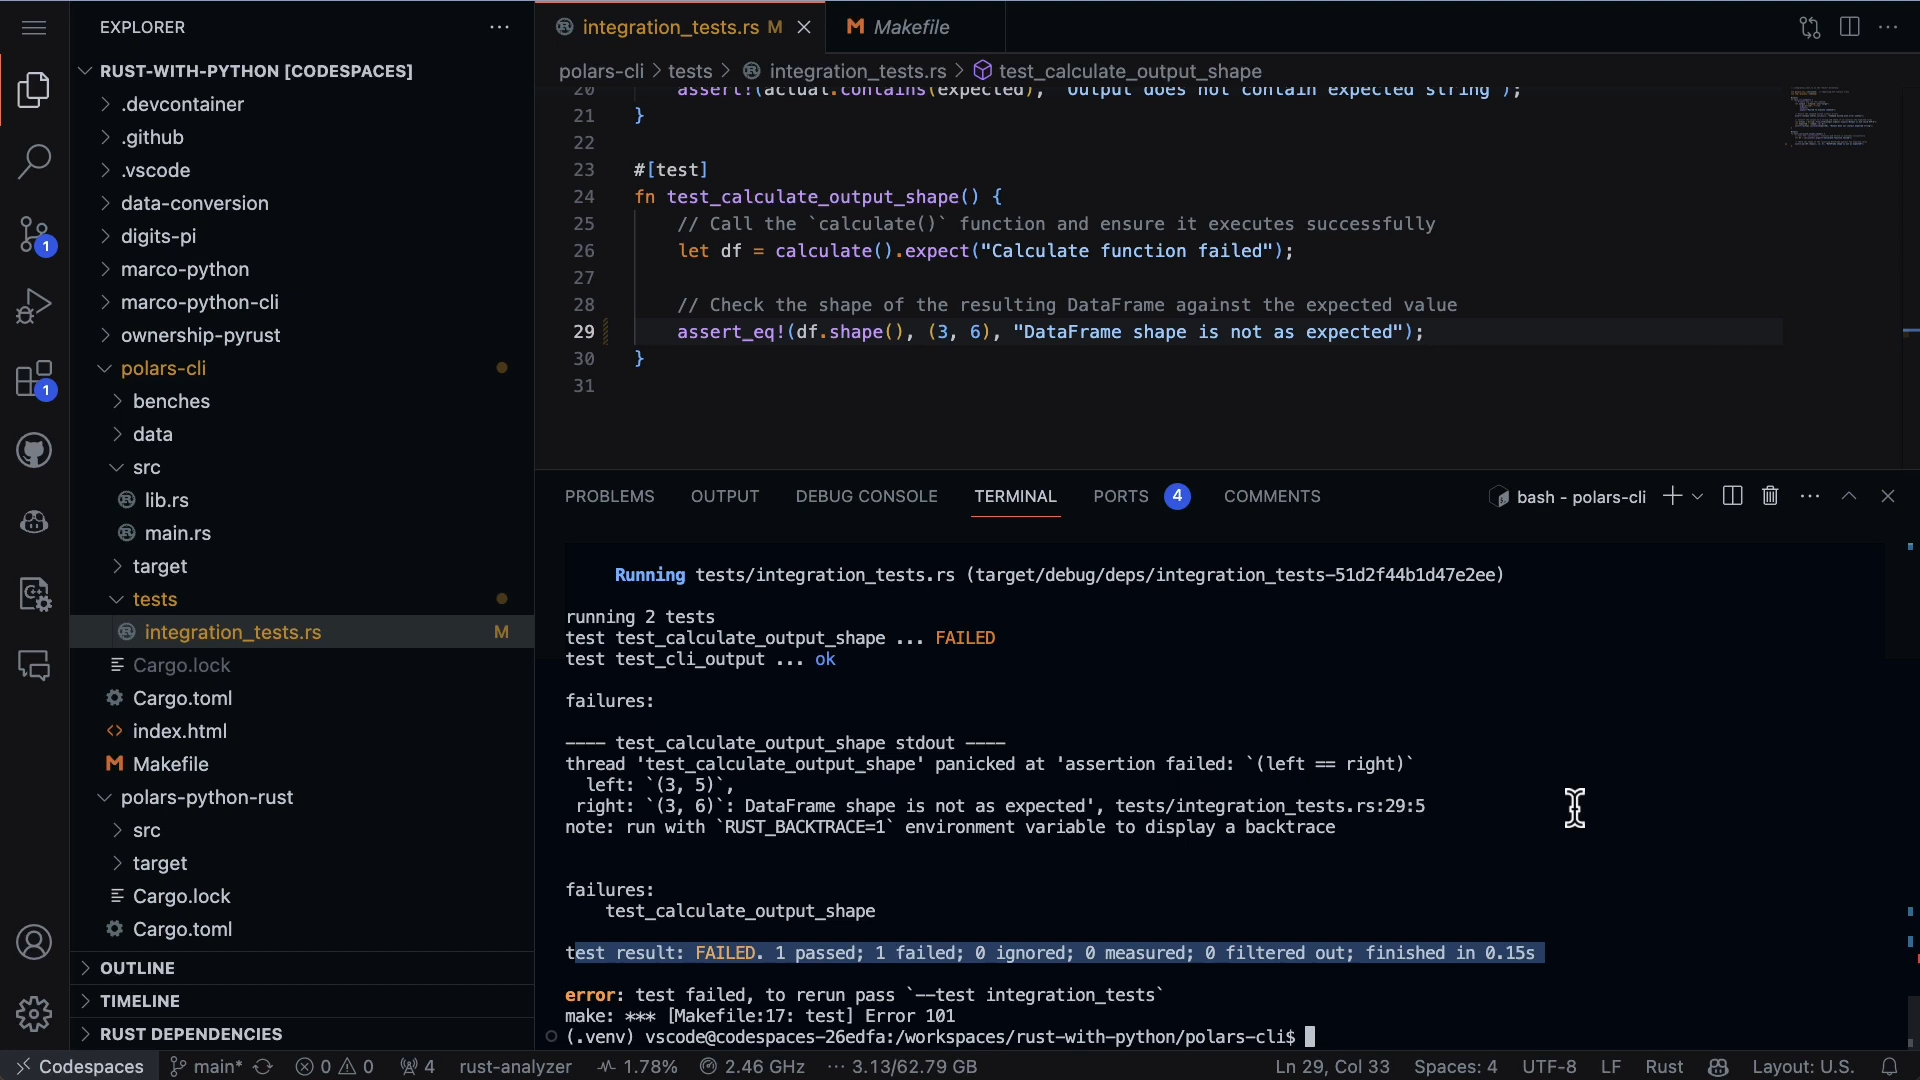 EXPLORER
RUST-WITH-PYTHON [CODESPACES]
.devcontainer
.github
.vscode
data-conversion
digits-pi
marco-python
marco-python-cli
ownership-pyrust
polars-cli
benches
data
src
lib.rs
main.rs
target
tests
integration_tests.rs M
Cargo.lock
Cargo.toml
index.html
Makefile
polars-python-rust
src
target
Cargo.lock
Cargo.toml
OUTLINE
TIMELINE
RUST DEPENDENCIES
1
1
integration_tests.rs M
Makefile
polars-cli > tests > integration_tests.rs > test_calculate_output_shape
20 assert!(actual.contains(expected), "Output does not contain expected string");
21 }
22
23 #[test]
24 fn test_calculate_output_shape() {
25 // Call the `calculate()` function and ensure it executes successfully
26 let df = calculate().expect("Calculate function failed");
27
28 // Check the shape of the resulting DataFrame against the expected value
29 assert_eq!(df.shape(), (3, 6), "DataFrame shape is not as expected");
30 }
31
PROBLEMS OUTPUT DEBUG CONSOLE TERMINAL PORTS 4 COMMENTS
bash - polars-cli
Running tests/integration_tests.rs (target/debug/deps/integration_tests-51d2f44b1d47e2ee)
running 2 tests
test test_calculate_output_shape ... FAILED
test test_cli_output ... ok
failures:
---- test_calculate_output_shape stdout ----
thread 'test_calculate_output_shape' panicked at 'assertion failed: `(left == right)`
left: `(3, 5)`,
right: `(3, 6)`: DataFrame shape is not as expected', tests/integration_tests.rs:29:5
note: run with `RUST_BACKTRACE=1` environment variable to display a backtrace
failures:
test_calculate_output_shape
test result: FAILED. 1 passed; 1 failed; 0 ignored; 0 measured; 0 filtered out; finished in 0.15s
error: test failed, to rerun pass `--test integration_tests`
make: *** [Makefile:17: test] Error 101
(.venv) vscode@codespaces-26edfa:/workspaces/rust-with-python/polars-cli$
Codespaces main* 0 0 4 rust-analyzer 1.78% 2.46 GHz 3.13/62.79 GB Ln 29, Col 33 Spaces: 4 UTF-8 LF Rust Layout: U.S.